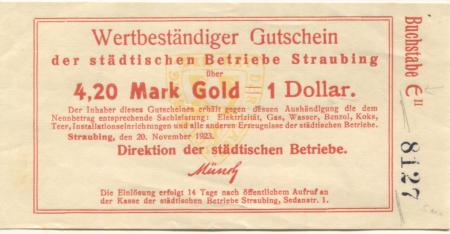 Wertbeständiger Gutschein
der städtischen Betriebe Straubing
über
4,20 Mark Gold 1 Dollar.
Der Inhaber dieses Gutscheines erhält gegen dessen Aushändigung die dem
Nennbetrag entsprechende Sachleistung: Elektrizität, Gas, Wasser, Benzol, Koks,
Teer, Installationseinrichnungen und alle anderen Erzeugnisse der städtischen Betriebe.
Straubing, den 20. November 1923.
Direktion der städtischen Betriebe.
Münch
Die Einlösung erfolgt 14 Tage nach öffentlichem Aufruf an
der Kasse der städtischen Betriebe Straubing, Sedanstr. 1.
Buchstabe C II
8127